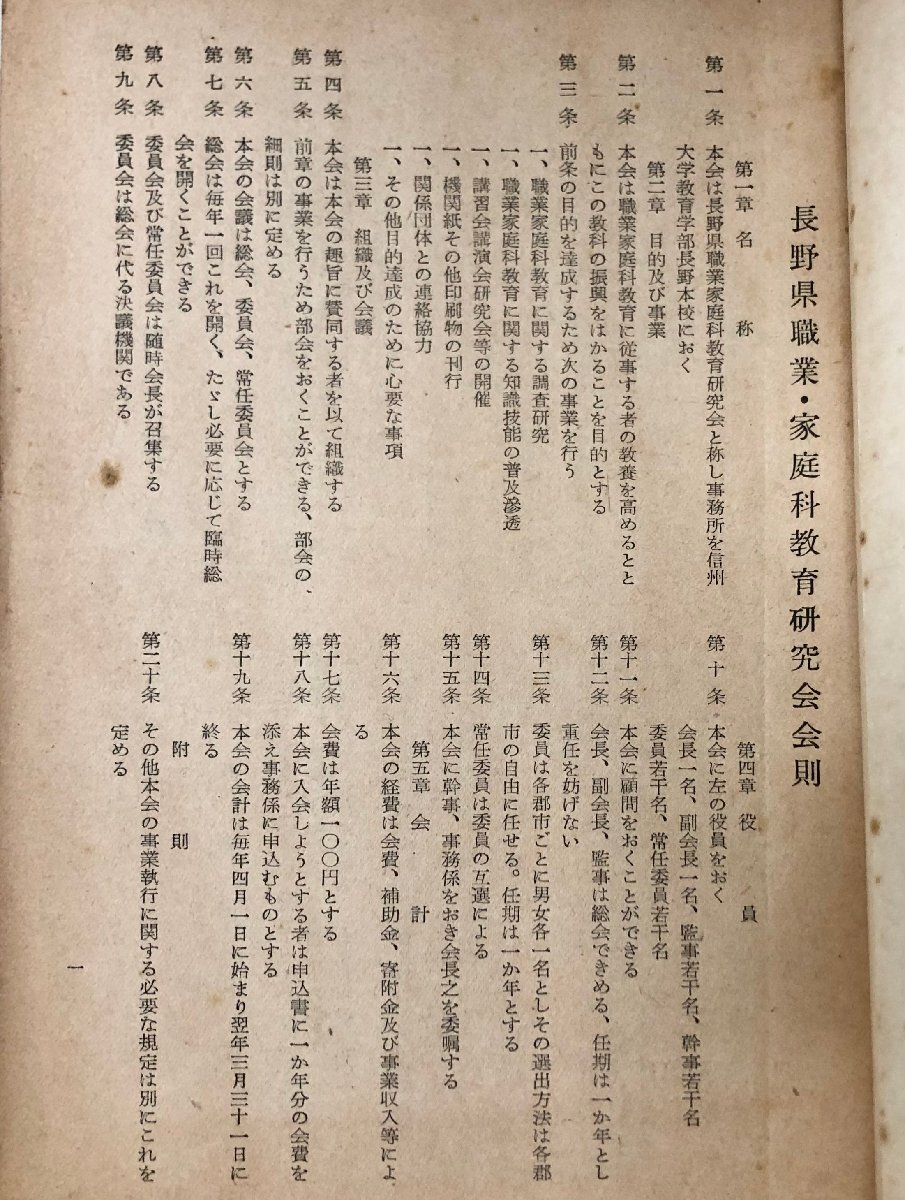 長野県職業・家庭科教育研究会会則
第一章 名 称
第一条 本会は長野県職業家庭科教育研究会と称し事務所を信州
大学教育学部長野本校におく
第二章 目的及び事業
第二条 本会は職業家庭科教育に従事する者の教養を高めるとと
もにこの教科の振興をはかることを目的とする
第三条 前条の目的を達成するため次の事業を行う
一、職業家庭科教育に関する調査研究
一、職業家庭科教育に関する知識技能の普及滲透
一、講習会講演会研究会等の開催
一、機関紙その他印刷物の刊行
一、関係団体との連絡協力
一、その他目的達成のために心要な事項
第三章 組織及び会議
第四条 本会は本会の趣旨に賛同する者を以て組織する
第五条 前章の事業を行うため部会をおくことができる、部会の、
細則は別に定める
第六条 本会の会議は総会、委員会、常任委員会とする
第七条 総会は毎年一回これを開く、たゞし必要に応じて臨時総
会を開くことができる
第八条 委員会及び常任委員会は随時会長が召集する
第九条 委員会は総会に代る決議機関である
第四章 役 員
第十条 本会に左の役員をおく
会長一名、副会長一名、監事若干名、幹事若干名
委員若干名、常任委員若干名
第十一条 本会に顧問をおくことができる
第十二条 会長、副会長、監事は総会できめる、任期は一か年とし
重任を妨げない
第十三条 委員は各郡市ごとに男女各一名としその選出方法は各郡
市の自由に任せる。任期は一か年とする
第十四条 常任委員は委員の互選による
第十五条 本会に幹事、事務係をおき会長之を委嘱する
第五章 会 計
第十六条 本会の経費は会費、補助金、寄附金及び事業収入等によ
る
第十七条 会費は年額一〇〇円とする
第十八条 本会に入会しようとする者は申込書に一か年分の会費を
添え事務係に申込むものとする
第十九条 本会の会計は毎年四月一日に始まり翌年三月三十一日に
終る
附 則
第二十条 その他本会の事業執行に関する必要な規定は別にこれを
定める
一